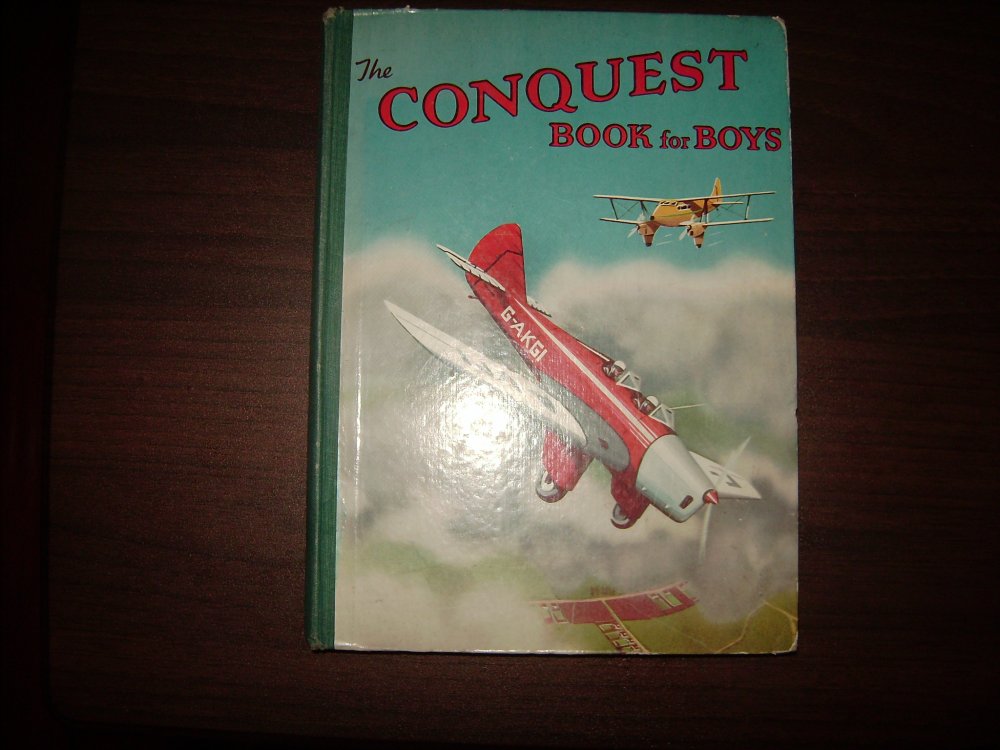 The
CONQUEST
BOOK for BOYS
G-AKGI